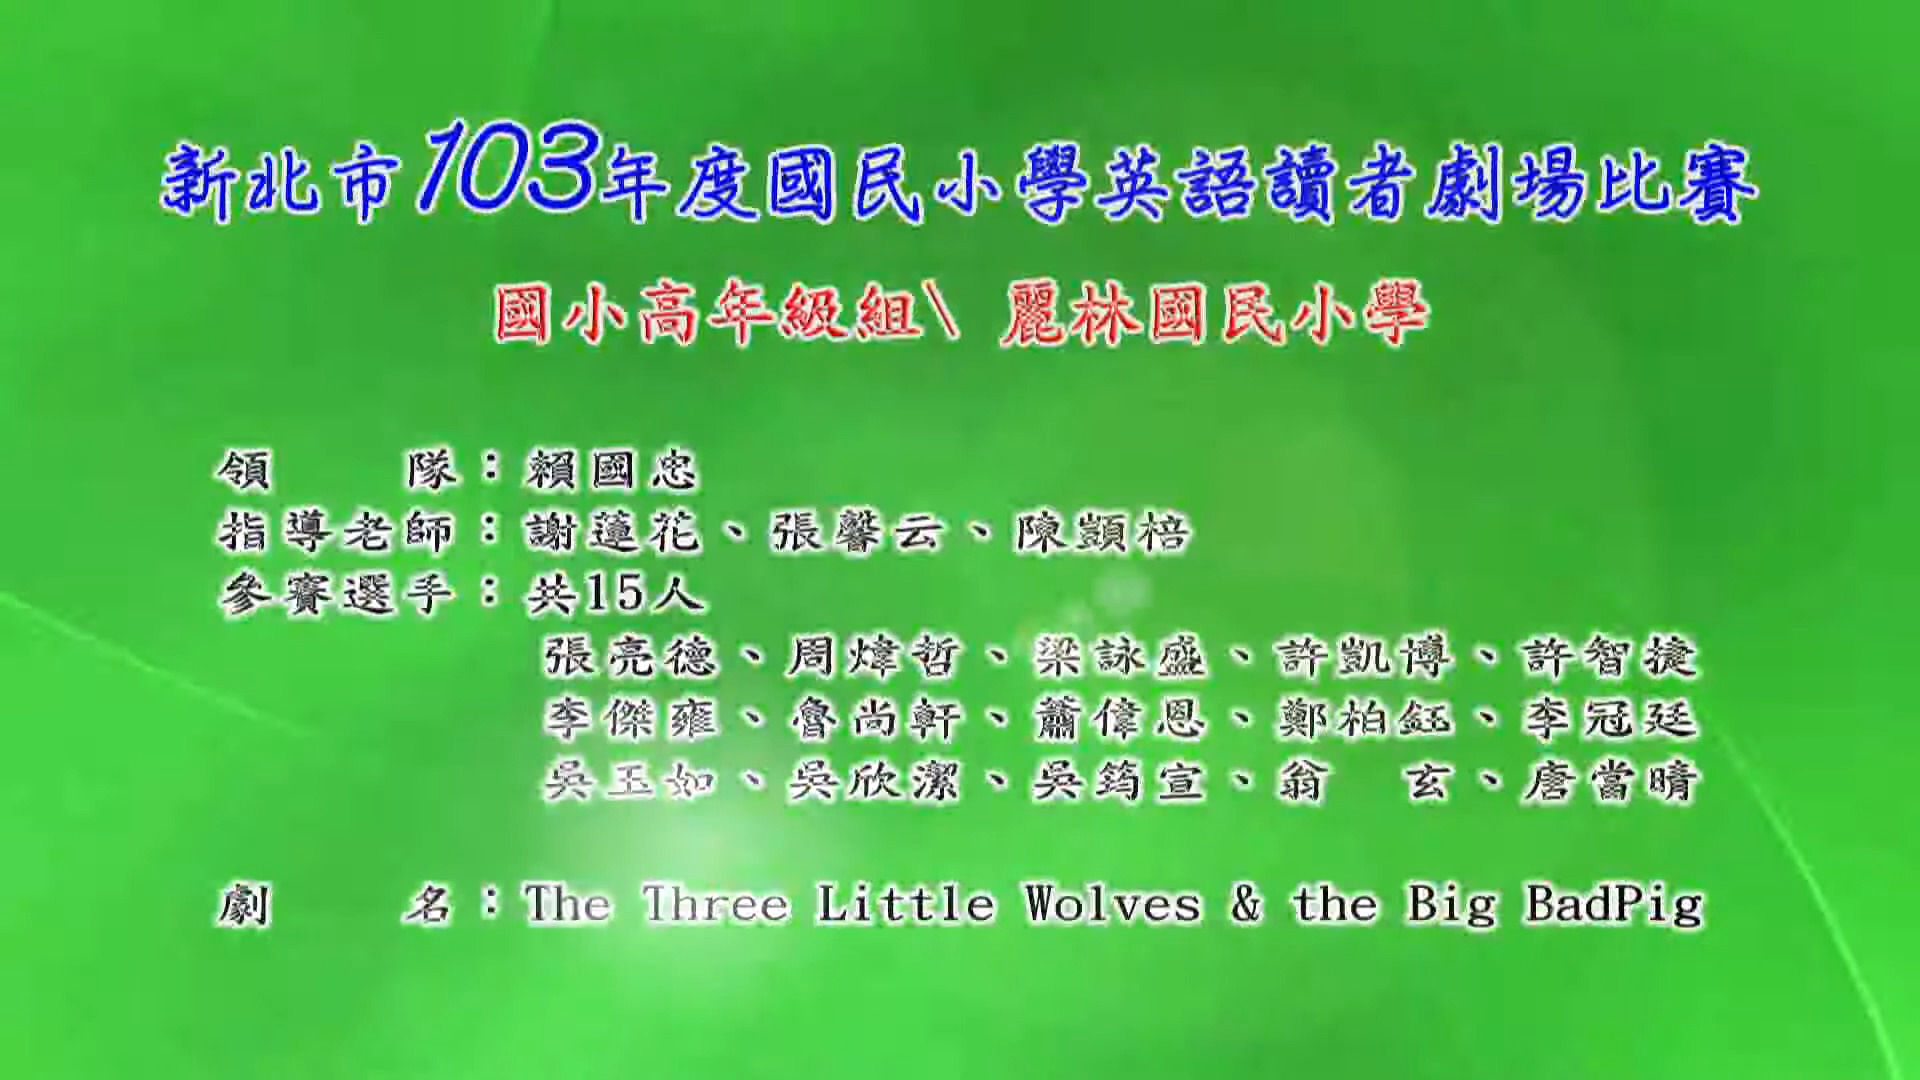 新北市103年度國民小學英語讀者劇場比賽
國小高年級組\ 麗林國民小學
領　　隊：賴國忠
指導老師：謝蓮花、張馨云、陳顗棓
參賽選手：共15人
張亮德、周煒哲、梁詠盛、許凱博、許智捷
李傑雍、魯尚軒、蕭偉恩、鄭柏鈺、李冠廷
吳玉如、吳欣潔、吳筠宣、翁　玄、唐當晴
劇　　名：The Three Little Wolves & the Big BadPig